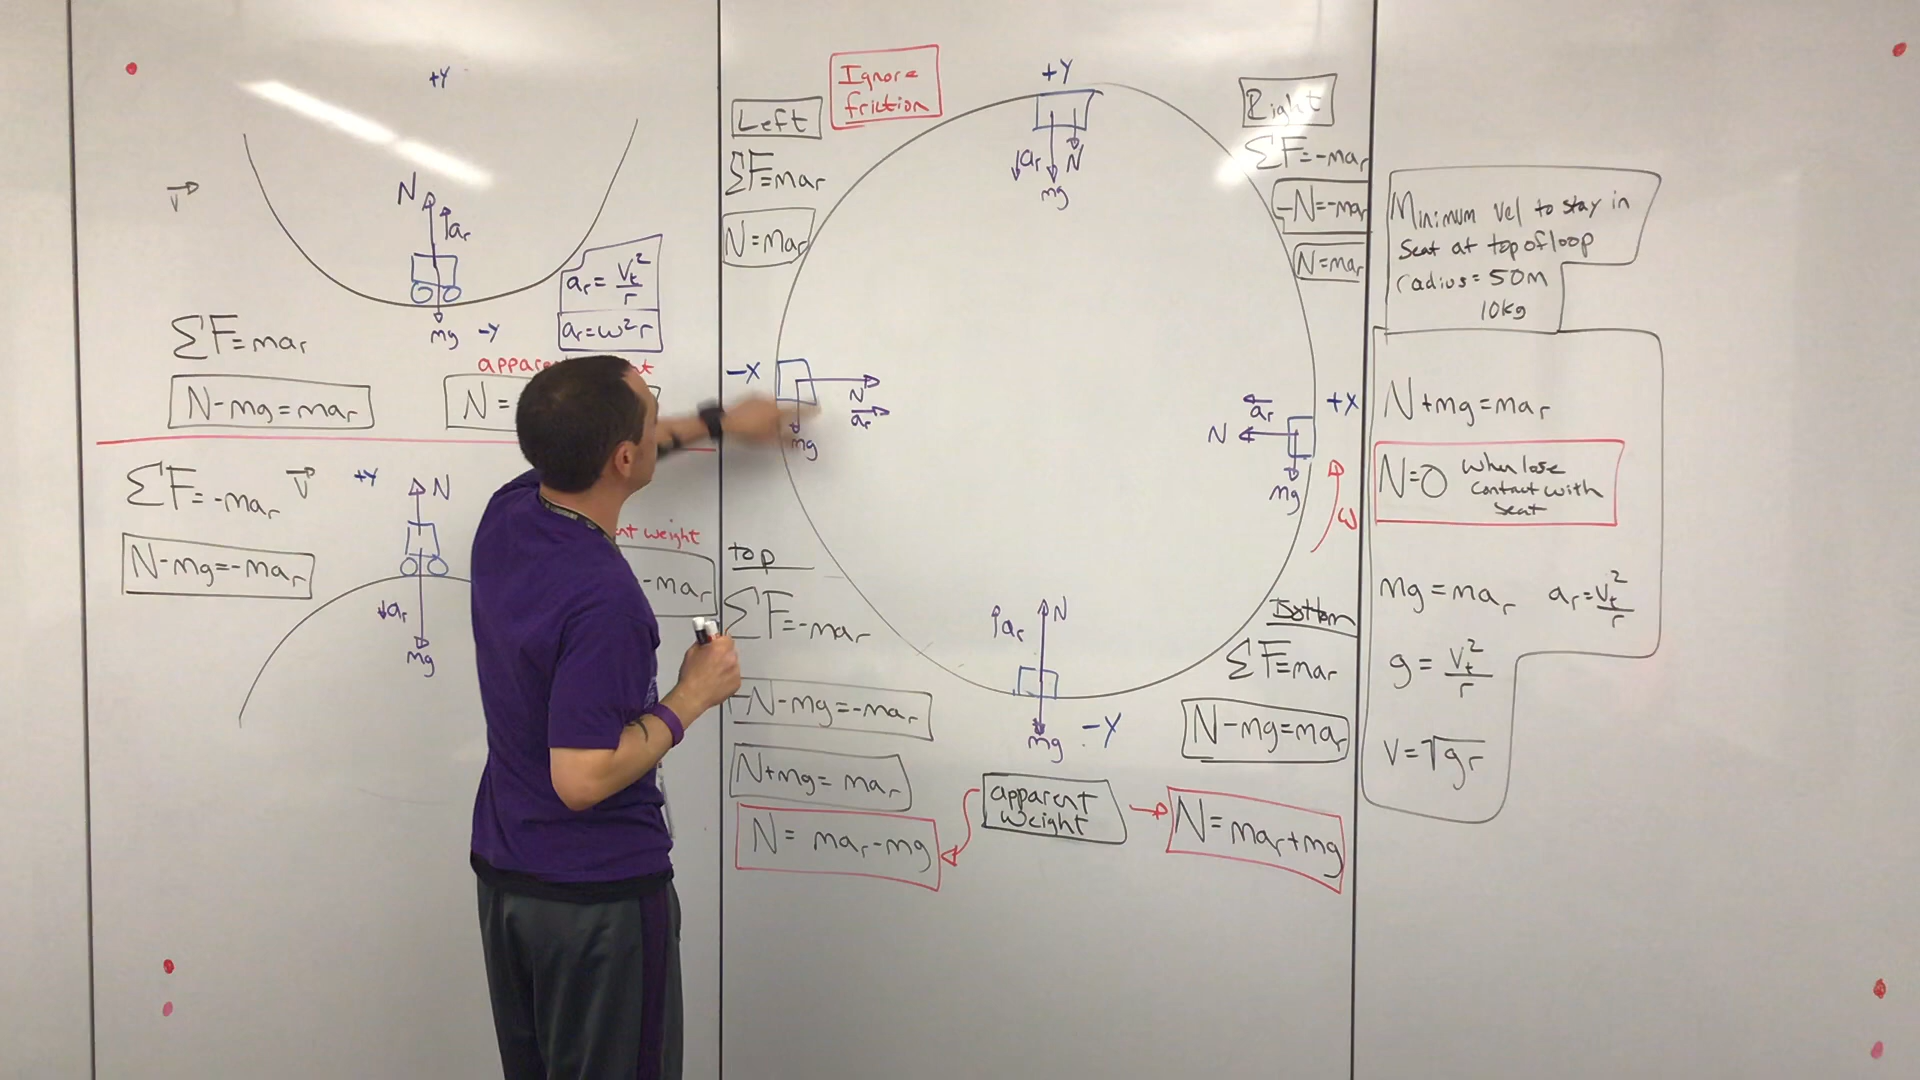 +Y
V
N
ar
mg
-Y
ar = Vt²/r
ar = ω²r
ΣF = mar
N-mg = mar
N =
ΣF = -mar
V
+Y
N
N-mg = -mar
ar
mg
weight
-mar
Left
ΣF = mar
N = mar
Ignore
friction
+Y
ar
N
mg
Right
ΣF = -mar
-N = -mar
N = mar
-X
N
ar
mg
ar
+X
N
mg
ω
top
ΣF = -mar
-N-mg = -mar
N+mg = mar
N = mar-mg
ar
N
mg
-Y
apparent
weight
Bottom
ΣF = mar
N-mg = mar
N = mar+mg
Minimum vel to stay in
seat at top of loop
radius = 50m
10kg
N+mg = mar
N=0 when lose
contact with
seat
mg = mar ar = Vt²/r
g = Vt²/r
V = √gr